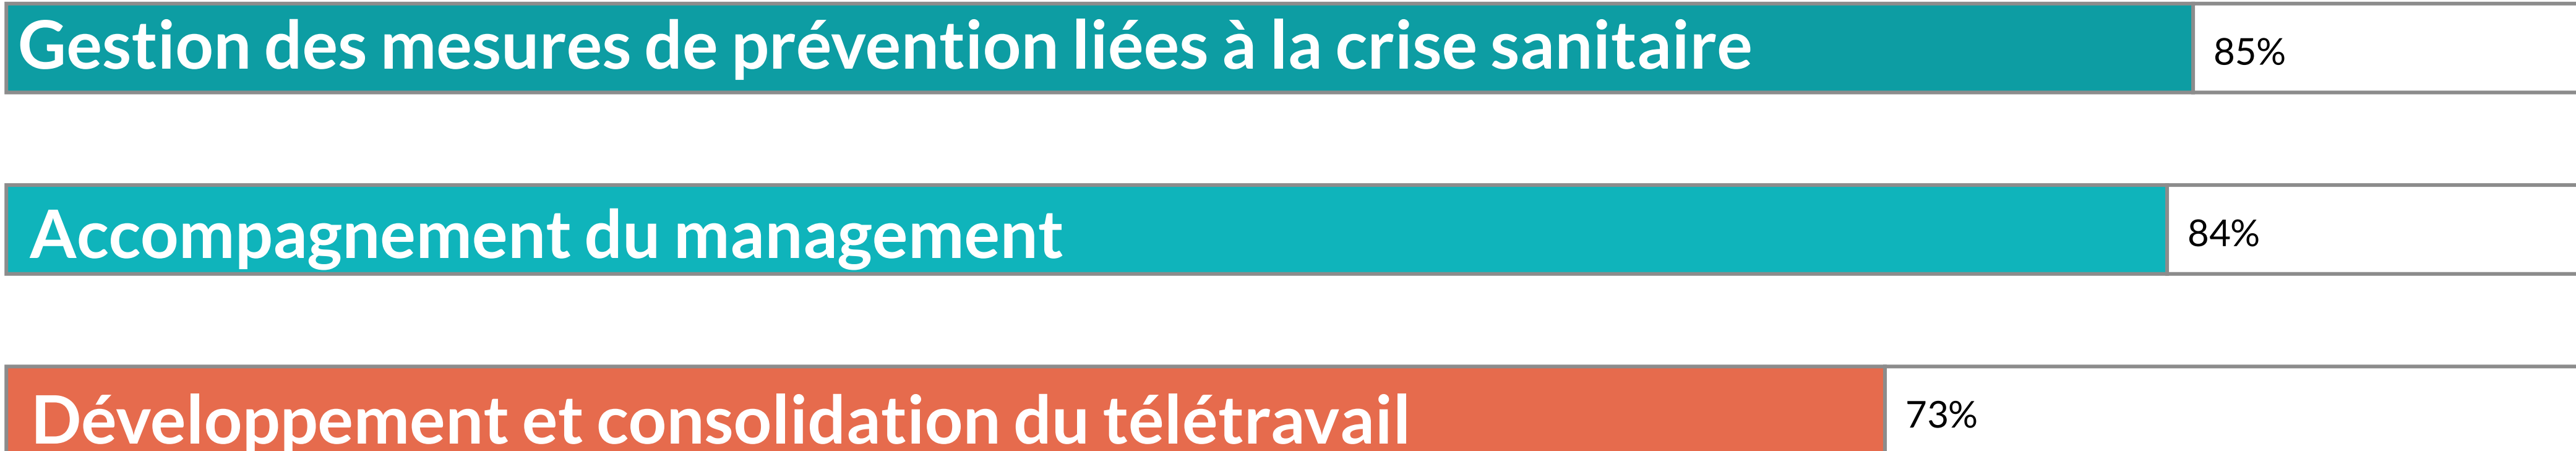 Gestion des mesures de prévention liées à la crise sanitaire 85%
Accompagnement du management 84%
Développement et consolidation du télétravail 73%